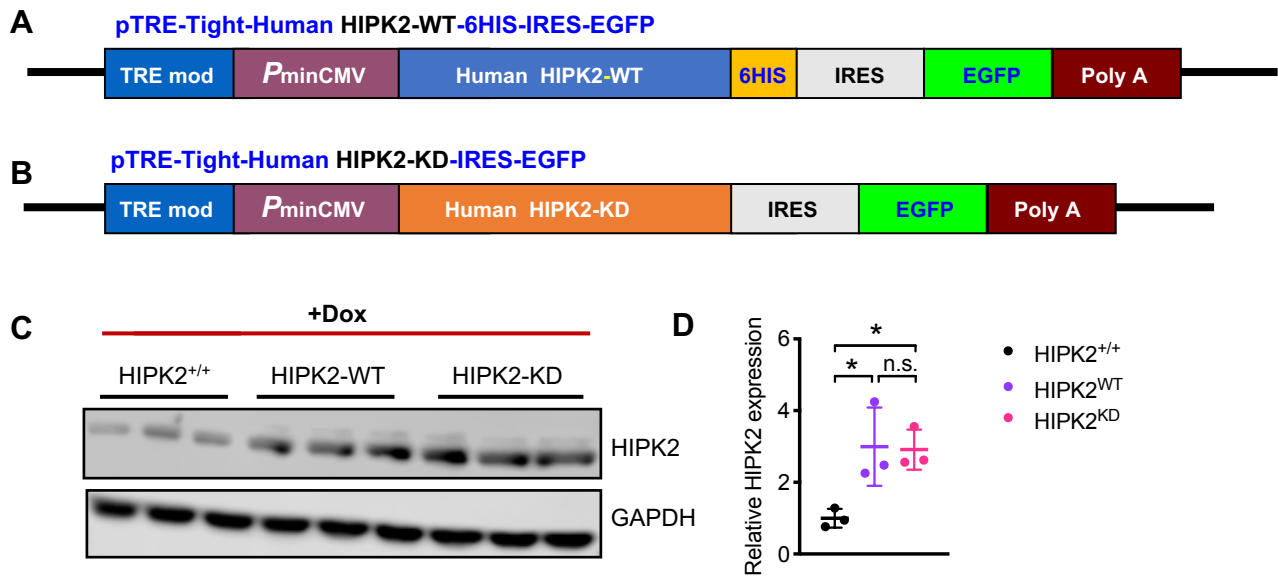 A
pTRE-Tight-Human HIPK2-WT-6HIS-IRES-EGFP
TRE mod PminCMV Human HIPK2-WT 6HIS IRES EGFP Poly A
B
pTRE-Tight-Human HIPK2-KD-IRES-EGFP
TRE mod PminCMV Human HIPK2-KD IRES EGFP Poly A
C
+Dox
HIPK2+/+ HIPK2-WT HIPK2-KD
HIPK2
GAPDH
D
Relative HIPK2 expression
6
4
2
0
*
* n.s.
HIPK2+/+
HIPK2WT
HIPK2KD